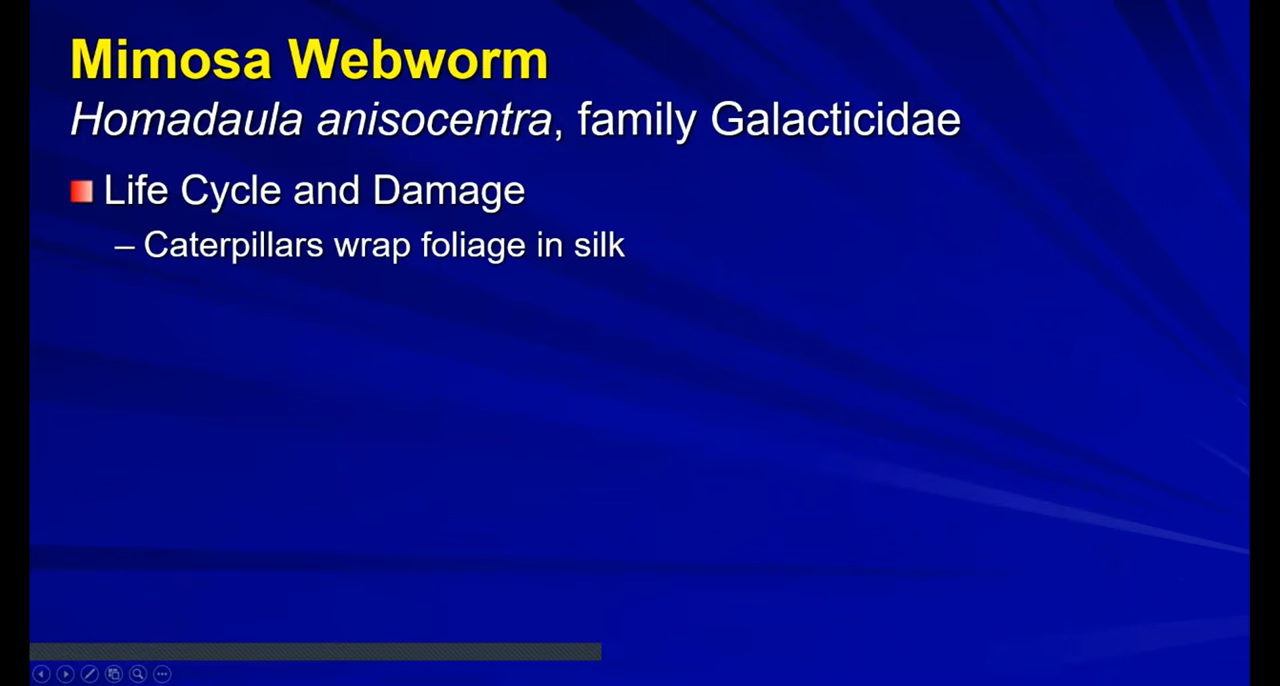 Mimosa Webworm
Homadaula anisocentra, family Galacticidae
Life Cycle and Damage
– Caterpillars wrap foliage in silk